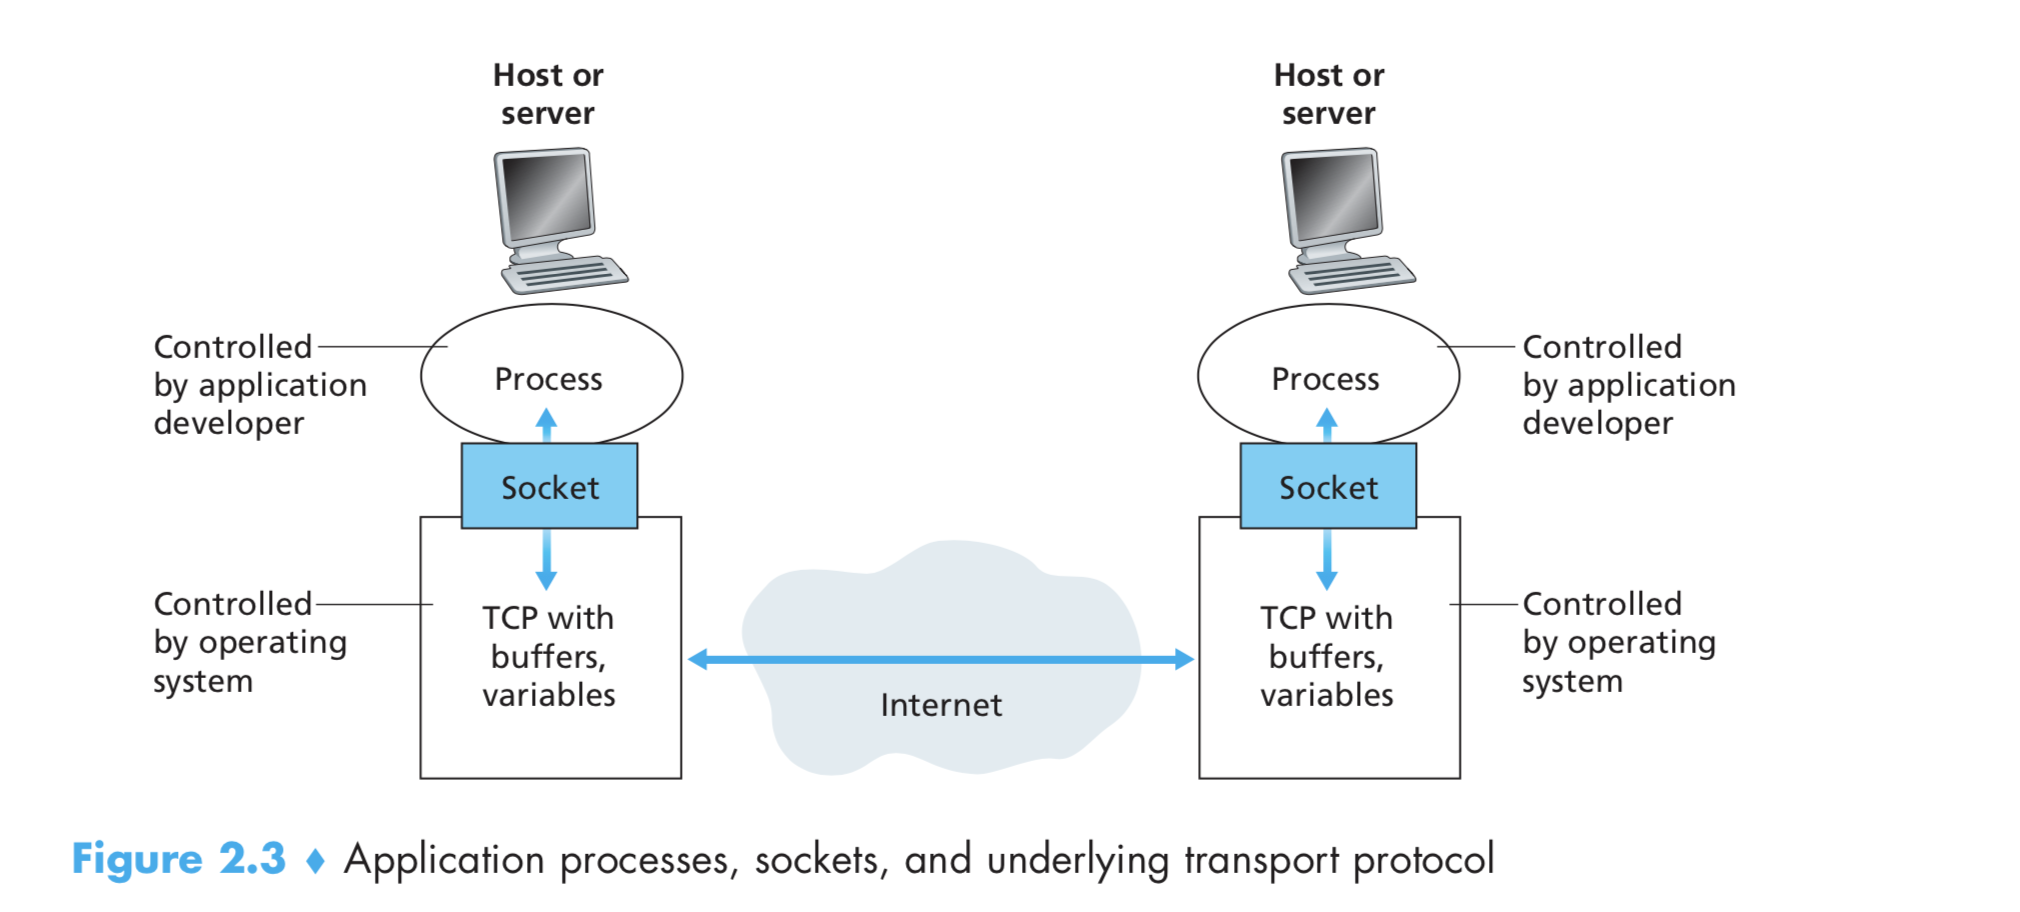 Host or
server
Host or
server
Controlled
by application
developer
Process
Process
Controlled
by application
developer
Socket
Socket
Controlled
by operating
system
TCP with
buffers,
variables
Internet
TCP with
buffers,
variables
Controlled
by operating
system
Figure 2.3 ♦ Application processes, sockets, and underlying transport protocol